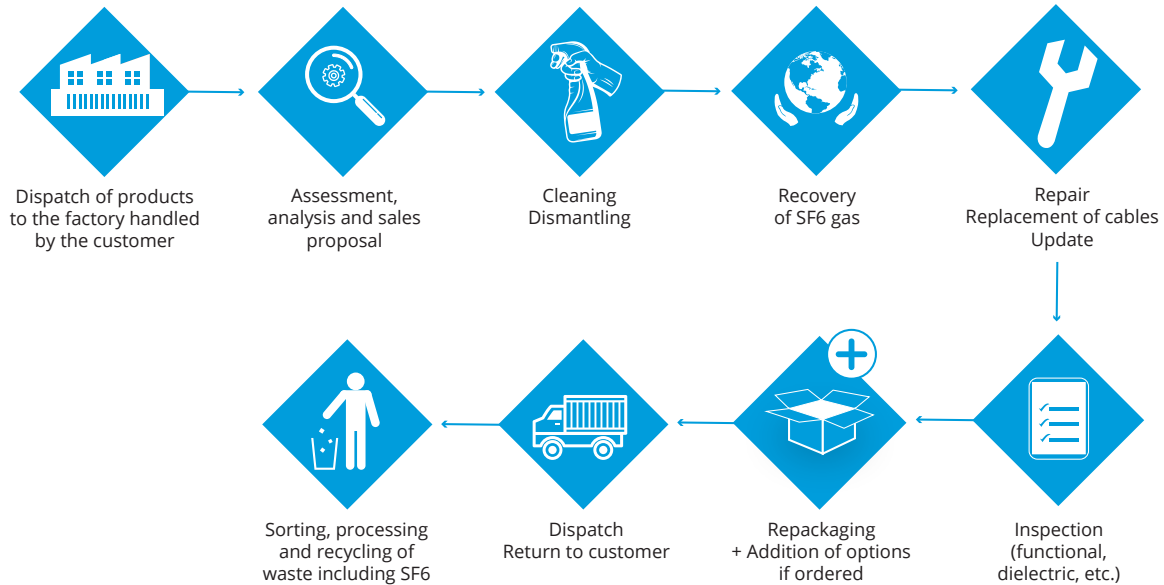 Dispatch of products
to the factory handled
by the customer
Assessment,
analysis and sales
proposal
Cleaning
Dismantling
Recovery
of SF6 gas
Repair
Replacement of cables
Update
Inspection
(functional,
dielectric, etc.)
Repackaging
+ Addition of options
if ordered
Dispatch
Return to customer
Sorting, processing
and recycling of
waste including SF6